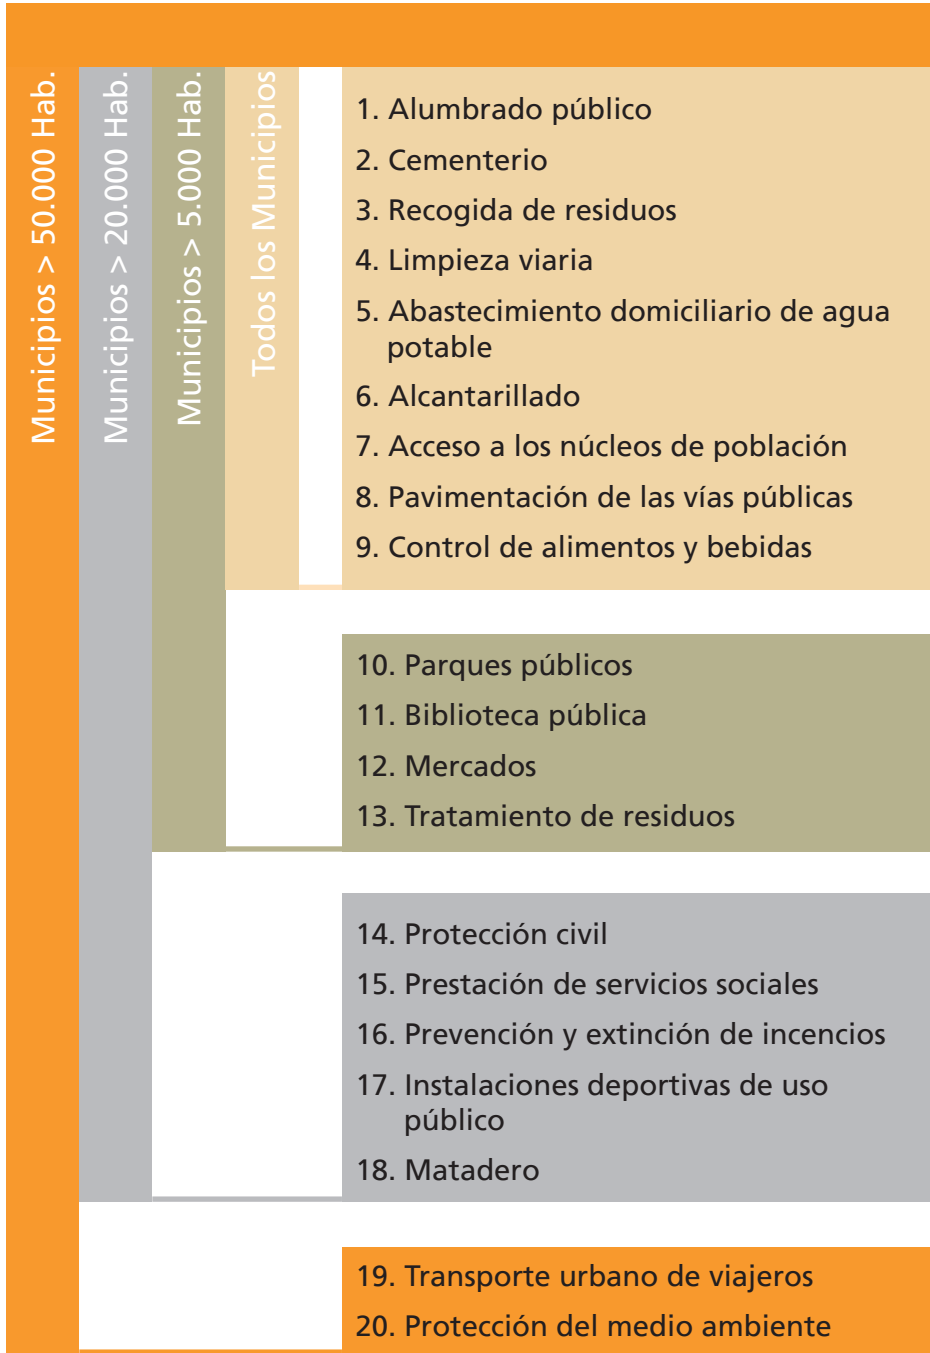 Municipios > 50.000 Hab.
Municipios > 20.000 Hab.
Municipios > 5.000 Hab.
Todos los Municipios
1. Alumbrado público
2. Cementerio
3. Recogida de residuos
4. Limpieza viaria
5. Abastecimiento domiciliario de agua
potable
6. Alcantarillado
7. Acceso a los núcleos de población
8. Pavimentación de las vías públicas
9. Control de alimentos y bebidas
10. Parques públicos
11. Biblioteca pública
12. Mercados
13. Tratamiento de residuos
14. Protección civil
15. Prestación de servicios sociales
16. Prevención y extinción de incencios
17. Instalaciones deportivas de uso
público
18. Matadero
19. Transporte urbano de viajeros
20. Protección del medio ambiente